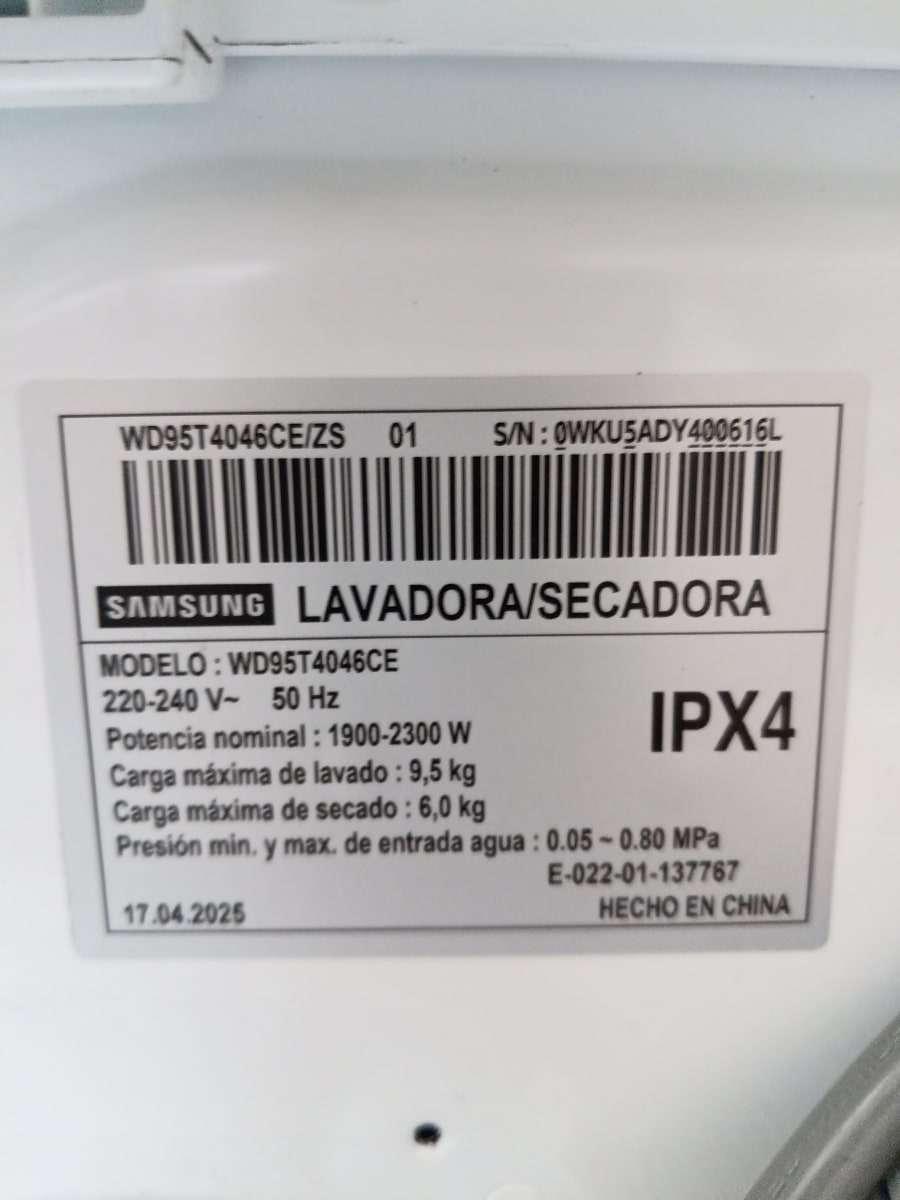 WD95T4046CE/ZS 01 S/N : 0WKU5ADY400616L
SAMSUNG LAVADORA/SECADORA
MODELO : WD95T4046CE
220-240 V~ 50 Hz
IPX4
Potencia nominal : 1900-2300 W
Carga máxima de lavado : 9,5 kg
Carga máxima de secado : 6,0 kg
Presión min. y max. de entrada agua : 0.05 ~ 0.80 MPa
E-022-01-137767
17.04.2025 HECHO EN CHINA